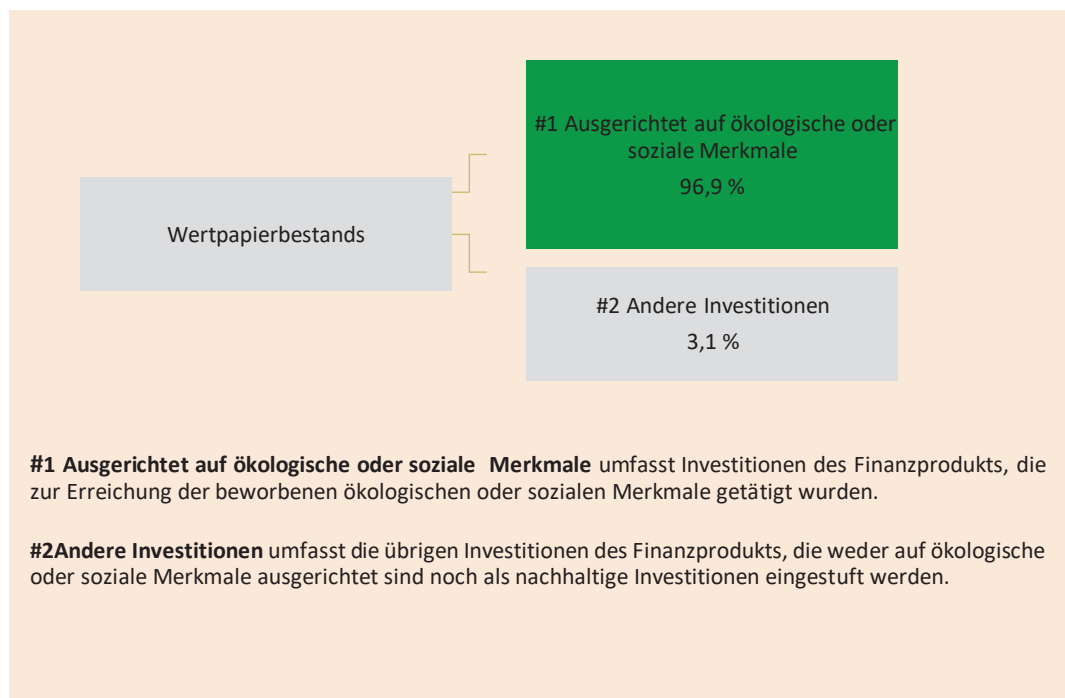 #1 Ausgerichtet auf ökologische oder
soziale Merkmale
96,9 %
Wertpapierbestands
#2 Andere Investitionen
3,1 %
#1 Ausgerichtet auf ökologische oder soziale Merkmale umfasst Investitionen des Finanzprodukts, die
zur Erreichung der beworbenen ökologischen oder sozialen Merkmale getätigt wurden.
#2Andere Investitionen umfasst die übrigen Investitionen des Finanzprodukts, die weder auf ökologische
oder soziale Merkmale ausgerichtet sind noch als nachhaltige Investitionen eingestuft werden.